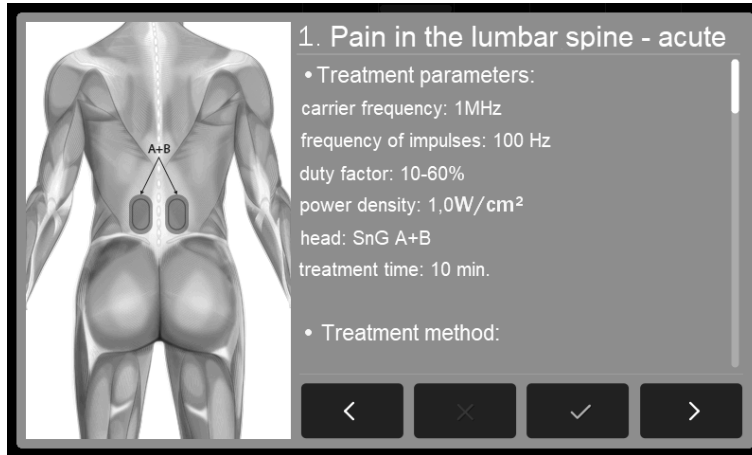 1. Pain in the lumbar spine - acute
• Treatment parameters:
carrier frequency: 1MHz
frequency of impulses: 100 Hz
duty factor: 10-60%
power density: 1,0W/cm²
head: SnG A+B
treatment time: 10 min.
• Treatment method:
A+B